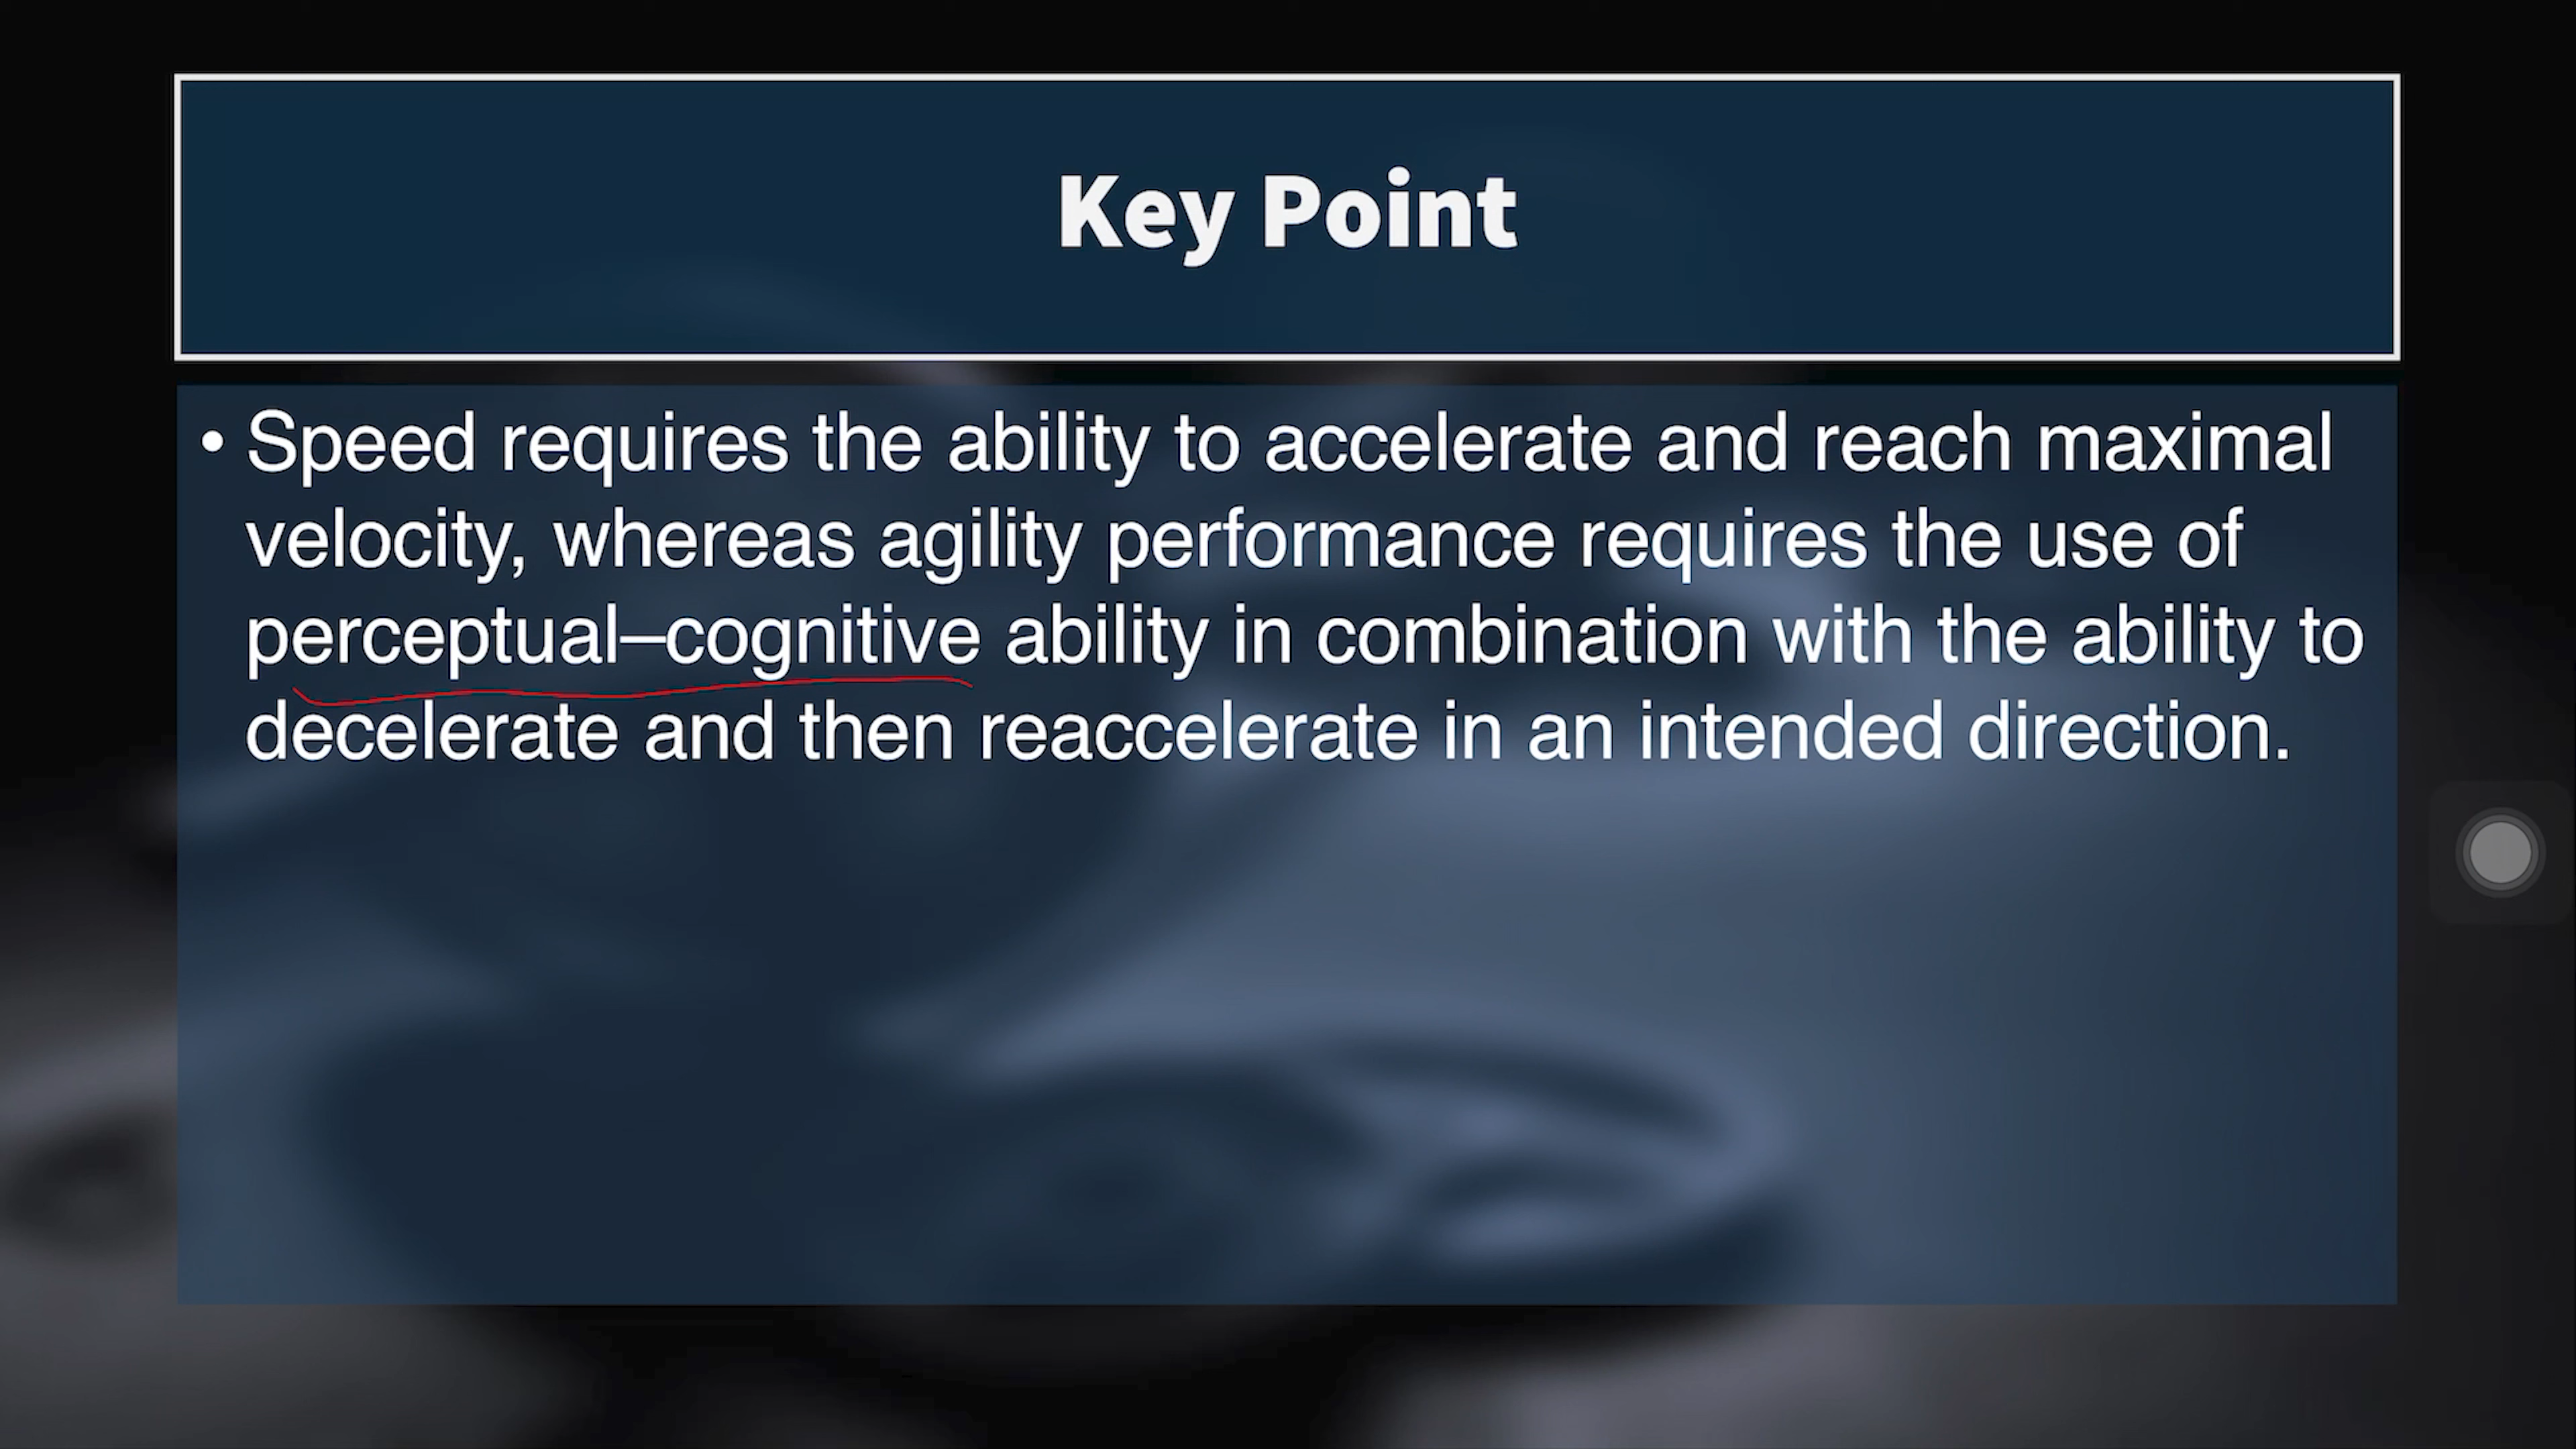 Key Point
• Speed requires the ability to accelerate and reach maximal
velocity, whereas agility performance requires the use of
perceptual–cognitive ability in combination with the ability to
decelerate and then reaccelerate in an intended direction.